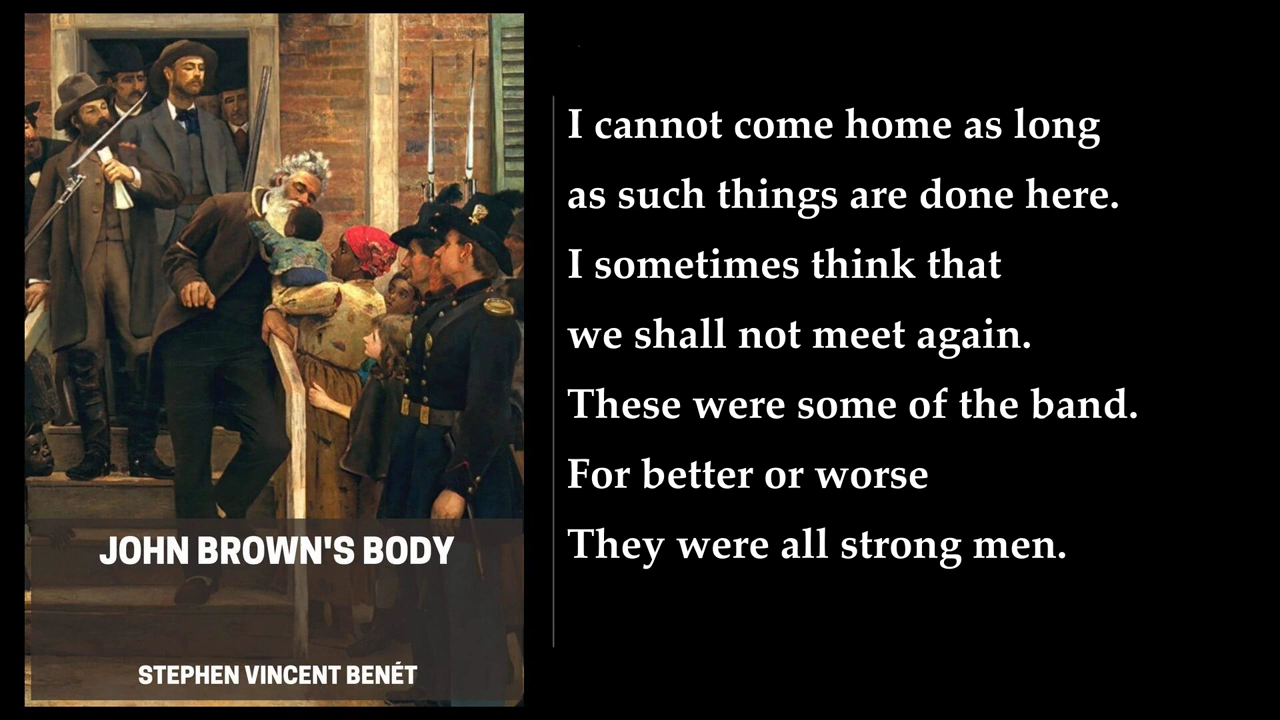 JOHN BROWN'S BODY
STEPHEN VINCENT BENÉT
I cannot come home as long
as such things are done here.
I sometimes think that
we shall not meet again.
These were some of the band.
For better or worse
They were all strong men.